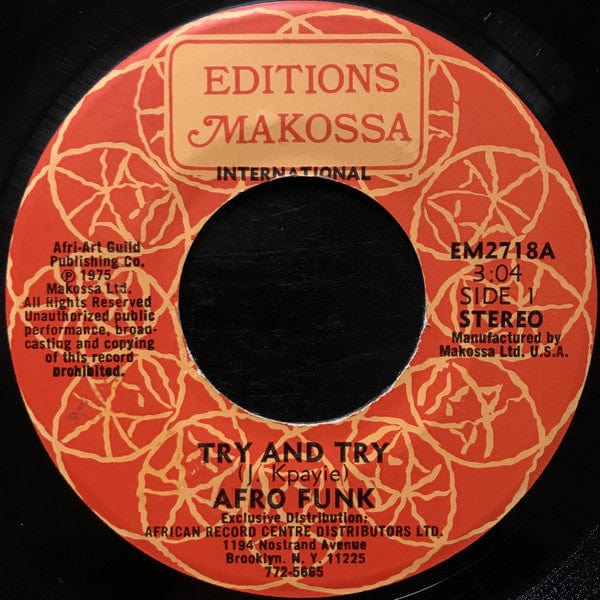 EDITIONS
MAKOSSA
INTERNATIONAL
Afri-Art Guild
Publishing Co.
℗ 1975
Makossa Ltd.
All Rights Reserved
Unauthorized public
performance, broad-
casting and copying
of this record
prohibited.
EM2718A
3:04
SIDE 1
STEREO
Manufactured by
Makossa Ltd. U.S.A.
TRY AND TRY
(J. Kpayie)
AFRO FUNK
Exclusive Distribution:
AFRICAN RECORD CENTRE DISTRIBUTORS LTD.
1194 Nostrand Avenue
Brooklyn. N. Y. 11225
772-5685